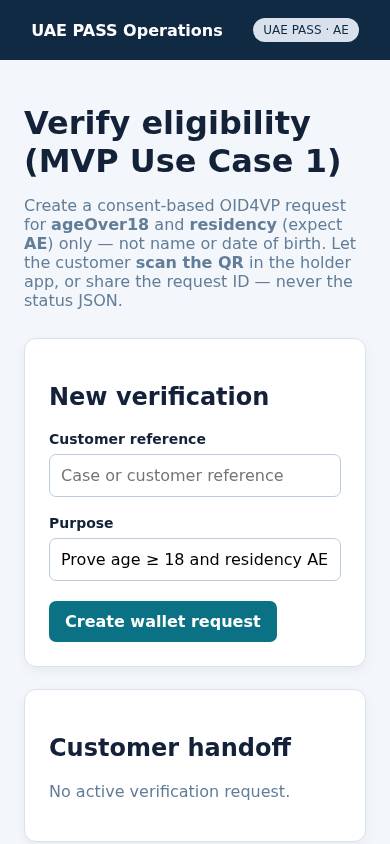 UAE PASS Operations
UAE PASS · AE
Verify eligibility
(MVP Use Case 1)
Create a consent-based OID4VP request
for ageOver18 and residency (expect
AE) only — not name or date of birth. Let
the customer scan the QR in the holder
app, or share the request ID — never the
status JSON.
New verification
Customer reference
Case or customer reference
Purpose
Prove age ≥ 18 and residency AE
Create wallet request
Customer handoff
No active verification request.